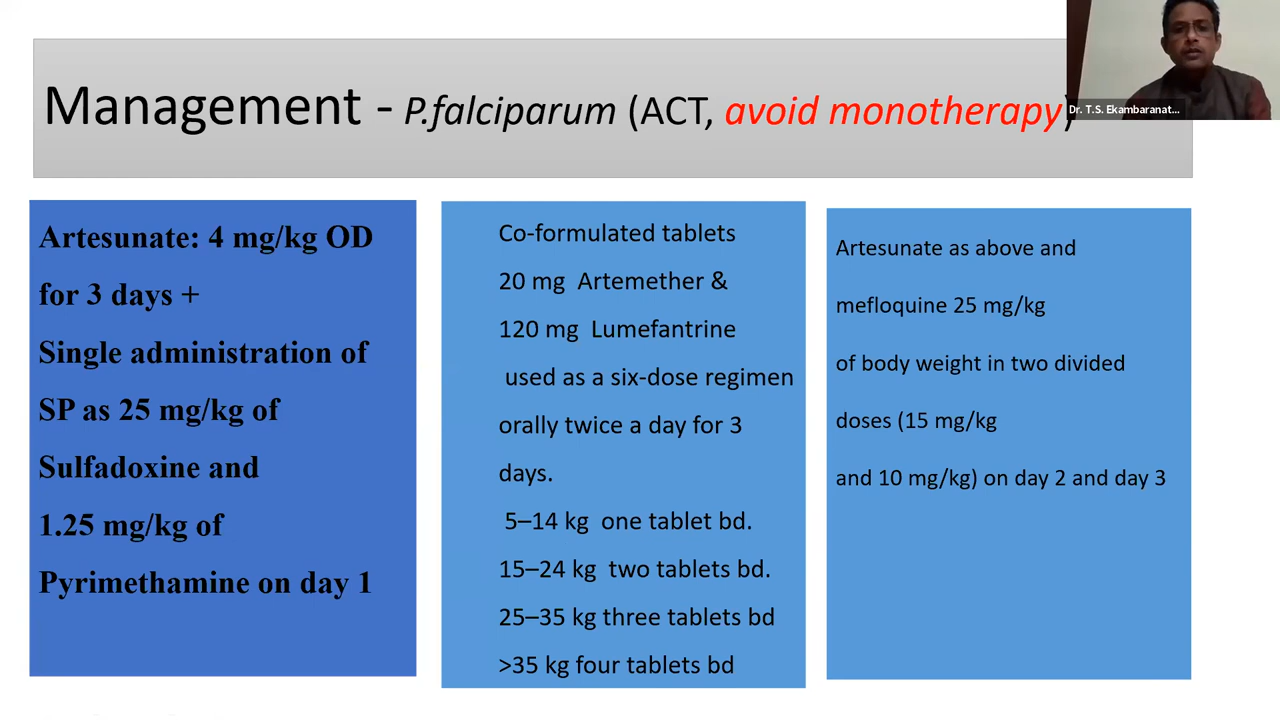 Management - P.falciparum (ACT, avoid monotherapy)
Dr. T.S. Ekambaranat...
Artesunate: 4 mg/kg OD
for 3 days +
Single administration of
SP as 25 mg/kg of
Sulfadoxine and
1.25 mg/kg of
Pyrimethamine on day 1
Co-formulated tablets
20 mg Artemether &
120 mg Lumefantrine
used as a six-dose regimen
orally twice a day for 3
days.
5–14 kg one tablet bd.
15–24 kg two tablets bd.
25–35 kg three tablets bd
>35 kg four tablets bd
Artesunate as above and
mefloquine 25 mg/kg
of body weight in two divided
doses (15 mg/kg
and 10 mg/kg) on day 2 and day 3